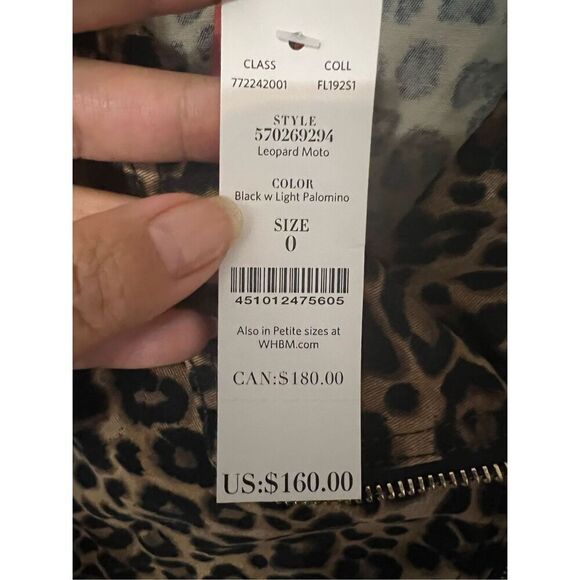 CLASS COLL
772242001 FL192S1
STYLE
570269294
Leopard Moto
COLOR
Black w Light Palomino
SIZE
0
451012475605
Also in Petite sizes at
WHBM.com
CAN:$180.00
US:$160.00